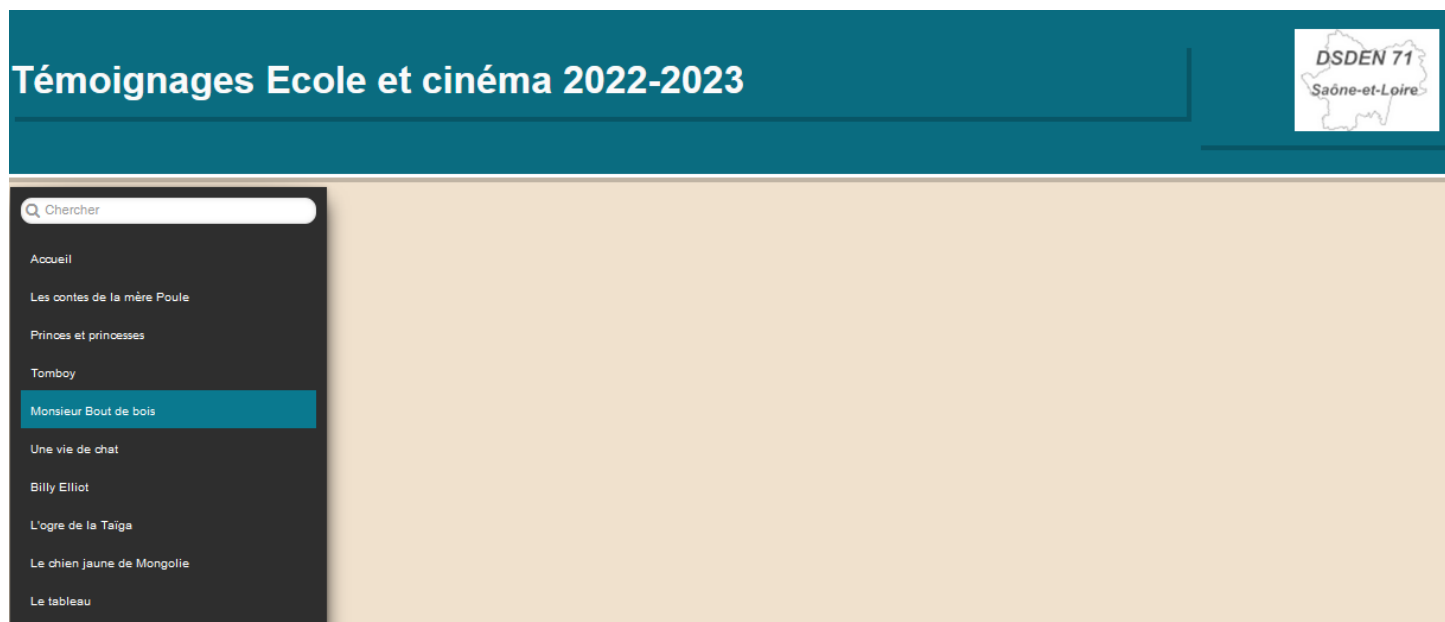 Témoignages Ecole et cinéma 2022-2023
DSDEN 71
Saône-et-Loire
Chercher
Accueil
Les contes de la mère Poule
Princes et princesses
Tomboy
Monsieur Bout de bois
Une vie de chat
Billy Elliot
L'ogre de la Taïga
Le chien jaune de Mongolie
Le tableau